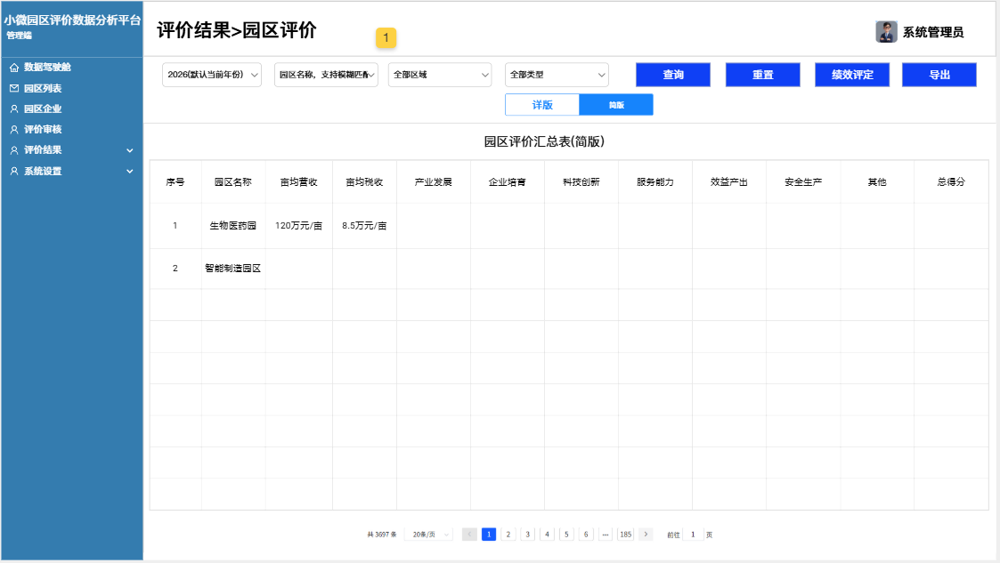 小微园区评价数据分析平台
管理端
数据驾驶舱
园区列表
园区企业
评价审核
评价结果
系统设置
评价结果>园区评价
1
系统管理员
2026(默认当前年份)
园区名称，支持模糊匹配
全部区域
全部类型
查询
重置
绩效评定
导出
详版
简版
园区评价汇总表(简版)
序号 园区名称 亩均营收 亩均税收 产业发展 企业培育 科技创新 服务能力 效益产出 安全生产 其他 总得分
1 生物医药园 120万元/亩 8.5万元/亩
2 智能制造园区
共 3697 条 20条/页 1 2 3 4 5 6 ··· 185 前往 1 页